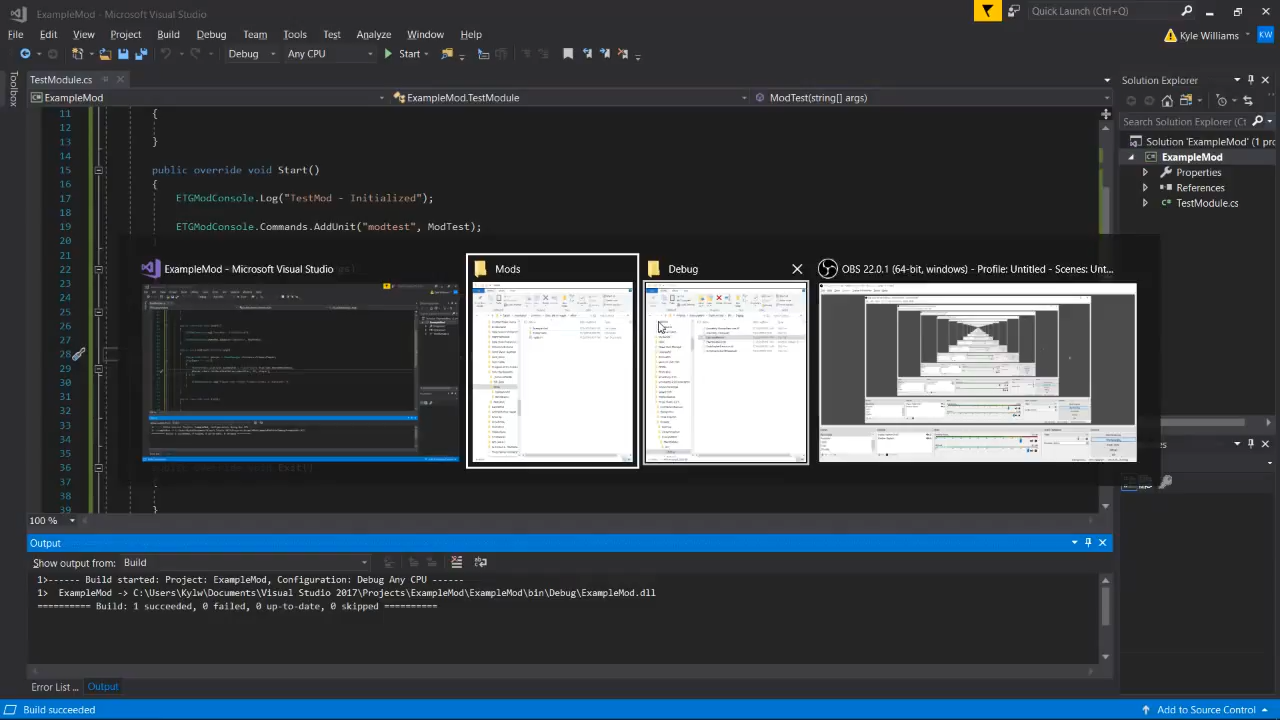 ExampleMod - Microsoft Visual Studio
Quick Launch (Ctrl+Q)
File Edit View Project Build Debug Team Tools Test Analyze Window Help
Kyle Williams
KW
Debug Any CPU Start
Toolbox
TestModule.cs
ExampleMod ExampleMod.TestModule ModTest(string[] args)
Solution Explorer
Search Solution Explorer (Ctrl+
Solution 'ExampleMod' (1 pro
ExampleMod
Properties
References
TestModule.cs
11 {
12
13 }
14
15 public override void Start()
16 {
17 ETGModConsole.Log("TestMod - Initialized");
18
19 ETGModConsole.Commands.AddUnit("modtest", ModTest);
20 }
21
22
23
24
25
26
27
28
29
30
31
32
33
34
35
36 public override void Exit()
37
38 }
39
ExampleMod - Microsoft Visual Studio
Mods
Debug
OBS 22.0.1 (64-bit, windows) - Profile: Untitled - Scenes: Unt...
100 %
Output
Show output from: Build
1>------ Build started: Project: ExampleMod, Configuration: Debug Any CPU ------
1> ExampleMod -> C:\Users\Kylw\Documents\Visual Studio 2017\Projects\ExampleMod\ExampleMod\bin\Debug\ExampleMod.dll
========== Build: 1 succeeded, 0 failed, 0 up-to-date, 0 skipped ==========
Error List ... Output
Build succeeded
Add to Source Control